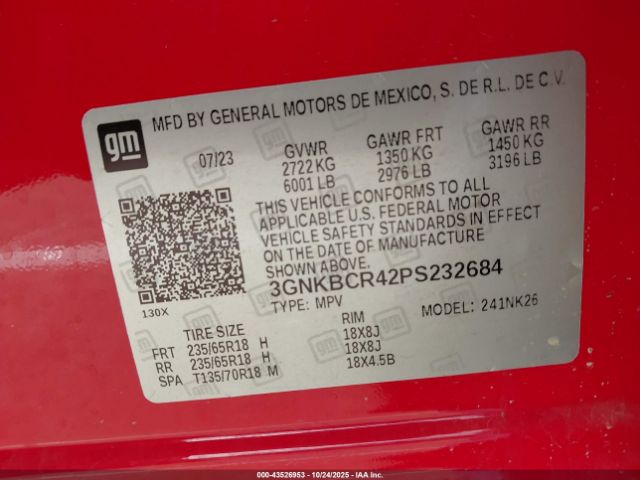 MFD BY GENERAL MOTORS DE MEXICO, S. DE R.L. DE C.V.
gm
07/23 GVWR GAWR FRT GAWR RR
2722 KG 1350 KG 1450 KG
6001 LB 2976 LB 3196 LB
THIS VEHICLE CONFORMS TO ALL
APPLICABLE U.S. FEDERAL MOTOR
VEHICLE SAFETY STANDARDS IN EFFECT
ON THE DATE OF MANUFACTURE
SHOWN ABOVE.
3GNKBCR42PS232684
TYPE: MPV MODEL: 241NK26
130X
TIRE SIZE RIM
FRT 235/65R18 H 18X8J
RR 235/65R18 H 18X8J
SPA T135/70R18 M 18X4.5B
000-43526953 - 10/24/2025 - IAA Inc.